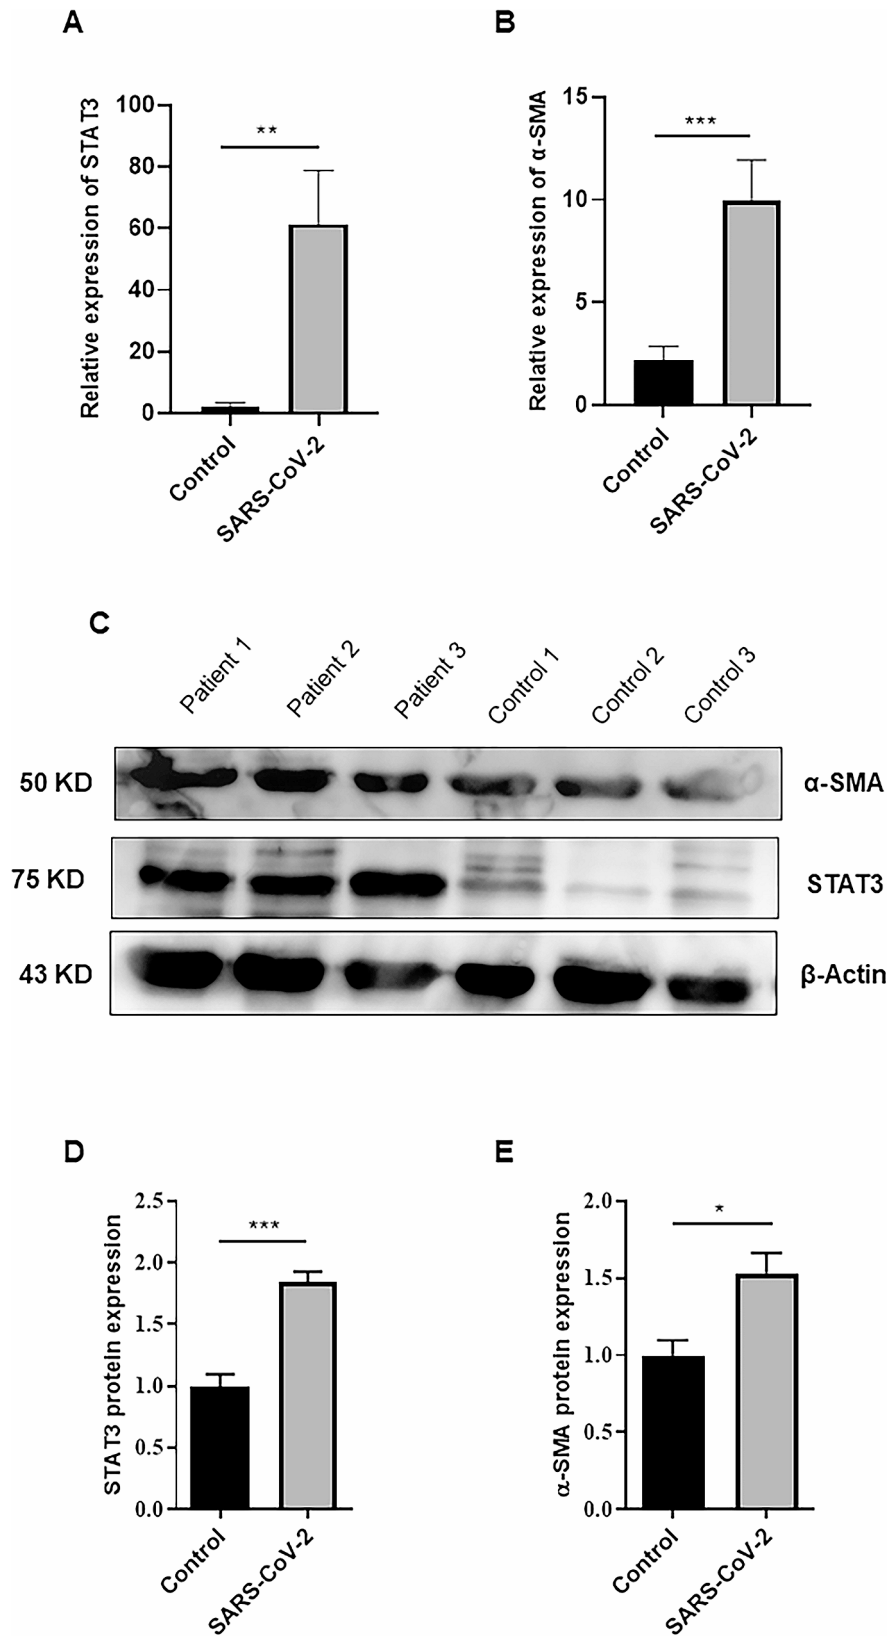 A
Relative expression of STAT3
100
80
60
40
20
0
**
Control
SARS-CoV-2
B
Relative expression of α-SMA
15
10
5
0
***
Control
SARS-CoV-2
C
Patient 1
Patient 2
Patient 3
Control 1
Control 2
Control 3
50 KD
α-SMA
75 KD
STAT3
43 KD
β-Actin
D
STAT3 protein expression
2.5
2.0
1.5
1.0
0.5
0.0
***
Control
SARS-CoV-2
E
α-SMA protein expression
2.0
1.5
1.0
0.5
0.0
*
Control
SARS-CoV-2